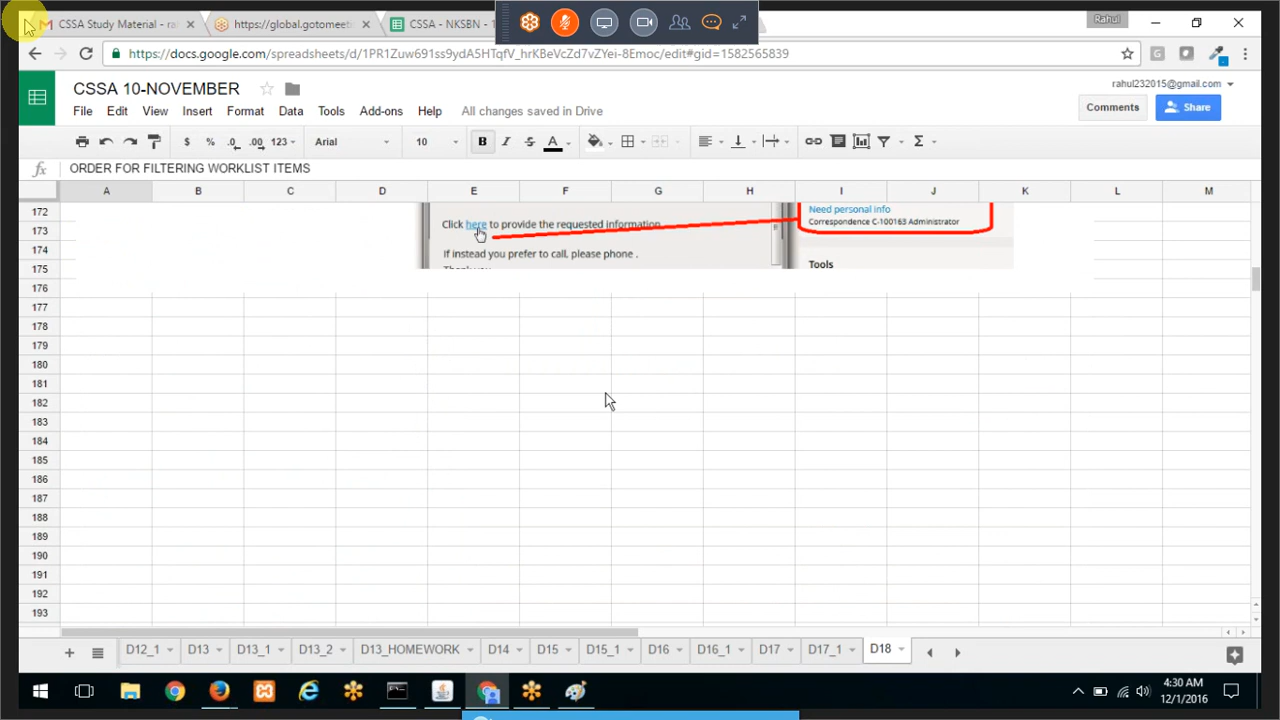 CSSA Study Material - ra
https://global.gotomeeti
CSSA - NKSBN -
Rahul
https://docs.google.com/spreadsheets/d/1PR1Zuw691ss9ydA5HTqfV_hrKBeVcZd7vZYei-8Emoc/edit#gid=1582565839
CSSA 10-NOVEMBER
rahul232015@gmail.com
File Edit View Insert Format Data Tools Add-ons Help All changes saved in Drive
Comments Share
$ % .0 .00 123 Arial 10 B I S A
fx ORDER FOR FILTERING WORKLIST ITEMS
A B C D E F G H I J K L M
172
173
174
175
176
177
178
179
180
181
182
183
184
185
186
187
188
189
190
191
192
193
Click here to provide the requested information.
If instead you prefer to call, please phone .
Need personal info
Correspondence C-100163 Administrator
Tools
D12_1 D13 D13_1 D13_2 D13_HOMEWORK D14 D15 D15_1 D16 D16_1 D17 D17_1 D18
4:30 AM
12/1/2016